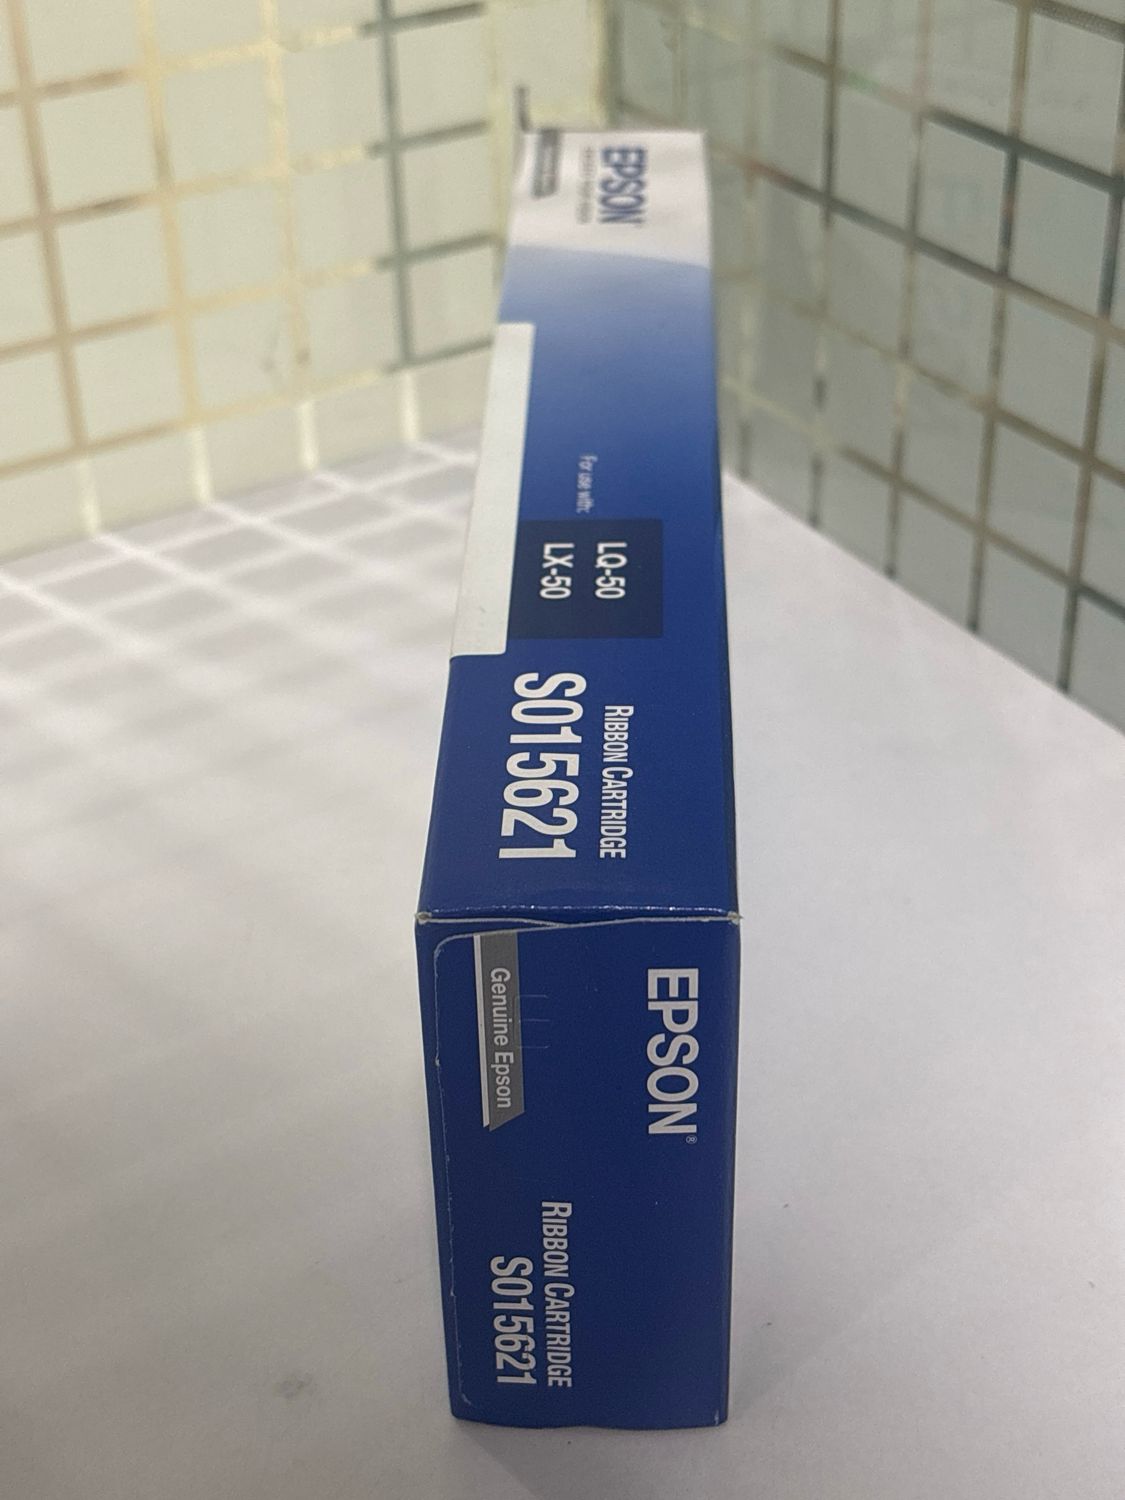 EPSON
For use with:
LQ-50
LX-50
RIBBON CARTRIDGE
S015621
EPSON®
Genuine Epson
RIBBON CARTRIDGE
S015621